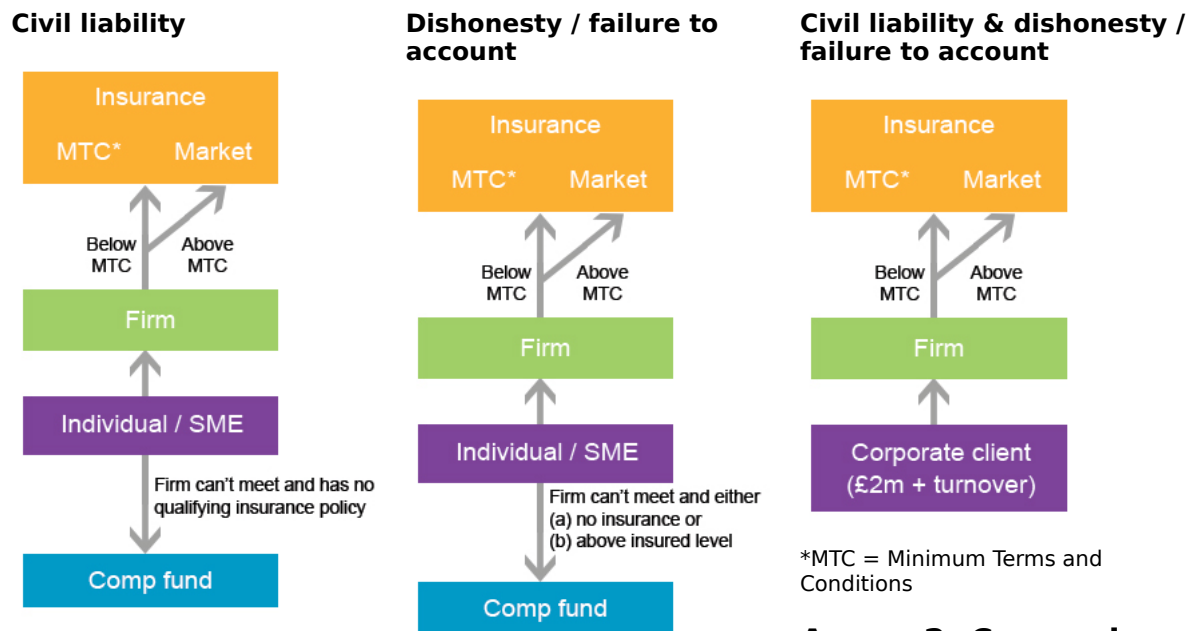 Civil liability
Insurance
MTC* Market
Below
MTC
Above
MTC
Firm
Individual / SME
Firm can't meet and has no
qualifying insurance policy
Comp fund
Dishonesty / failure to
account
Insurance
MTC* Market
Below
MTC
Above
MTC
Firm
Individual / SME
Firm can't meet and either
(a) no insurance or
(b) above insured level
Comp fund
Civil liability & dishonesty /
failure to account
Insurance
MTC* Market
Below
MTC
Above
MTC
Firm
Corporate client
(£2m + turnover)
*MTC = Minimum Terms and
Conditions